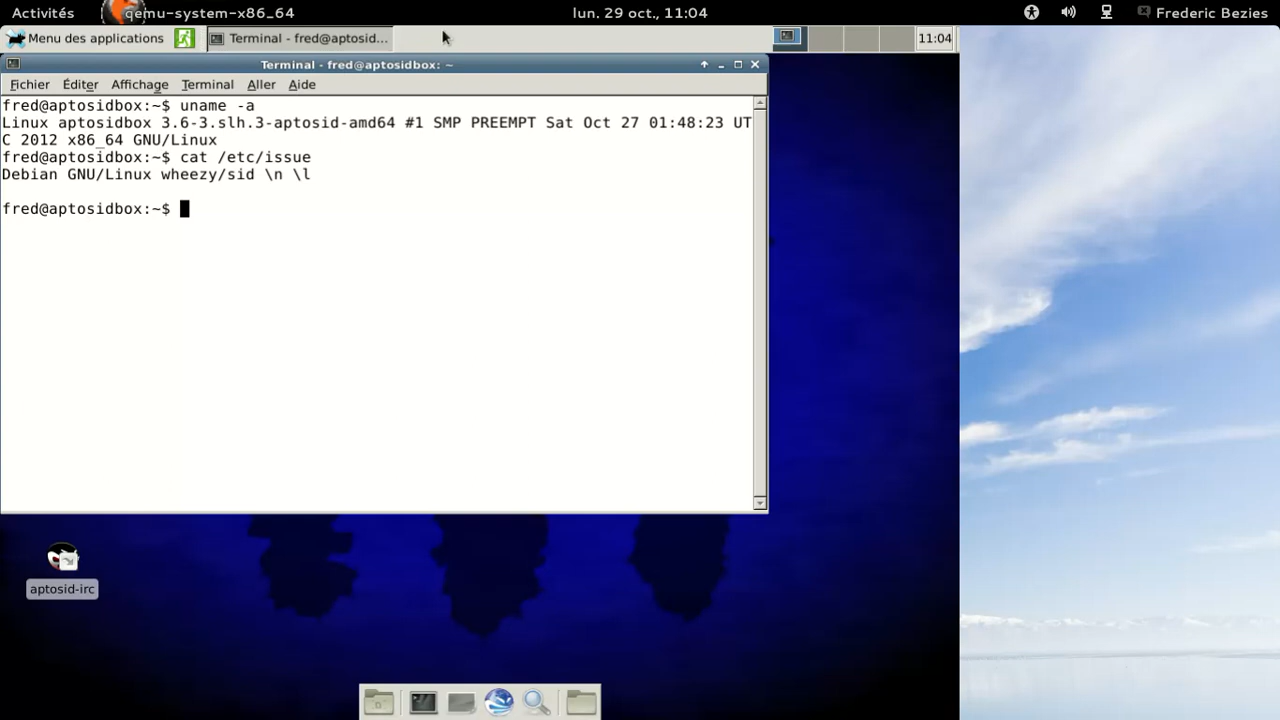 Activités qemu-system-x86_64 lun. 29 oct., 11:04 Frederic Bezies
Menu des applications Terminal - fred@aptosid... 11:04
Terminal - fred@aptosidbox: ~
Fichier Éditer Affichage Terminal Aller Aide
fred@aptosidbox:~$ uname -a
Linux aptosidbox 3.6-3.slh.3-aptosid-amd64 #1 SMP PREEMPT Sat Oct 27 01:48:23 UT
C 2012 x86_64 GNU/Linux
fred@aptosidbox:~$ cat /etc/issue
Debian GNU/Linux wheezy/sid \n \l
fred@aptosidbox:~$
aptosid-irc